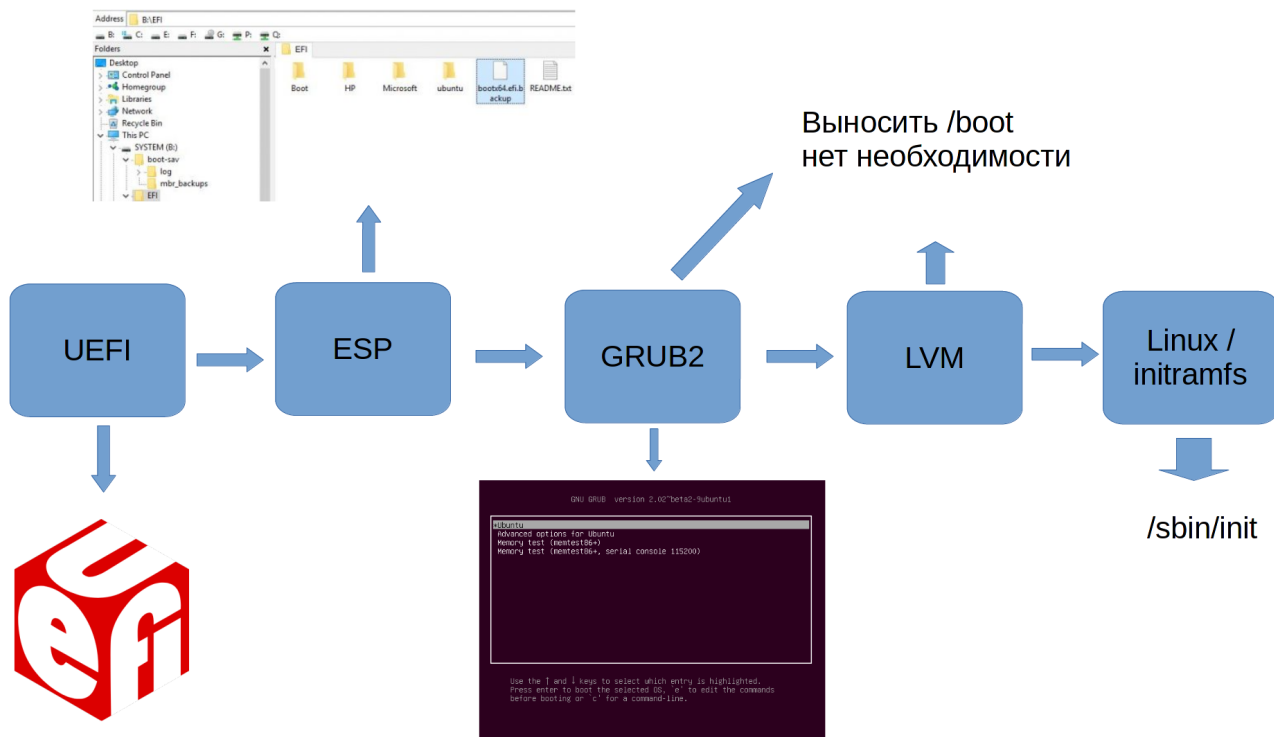 Address B:\EFI
B: C: E: F: G: P: Q:
Folders x EFI
Desktop
Control Panel
Homegroup
Libraries
Network
Recycle Bin
This PC
SYSTEM (B:)
boot-sav
log
mbr_backups
EFI
Boot HP Microsoft ubuntu bootx64.efi.b README.txt
ackup
Выносить /boot
нет необходимости
UEFI
ESP
GRUB2
LVM
Linux /
initramfs
uefi
GNU GRUB version 2.02~beta2-9ubuntu1
*Ubuntu
Advanced options for Ubuntu
Memory test (memtest86+)
Memory test (memtest86+, serial console 115200)
Use the ↑ and ↓ keys to select which entry is highlighted.
Press enter to boot the selected OS, `e' to edit the commands
before booting or `c' for a command-line.
/sbin/init